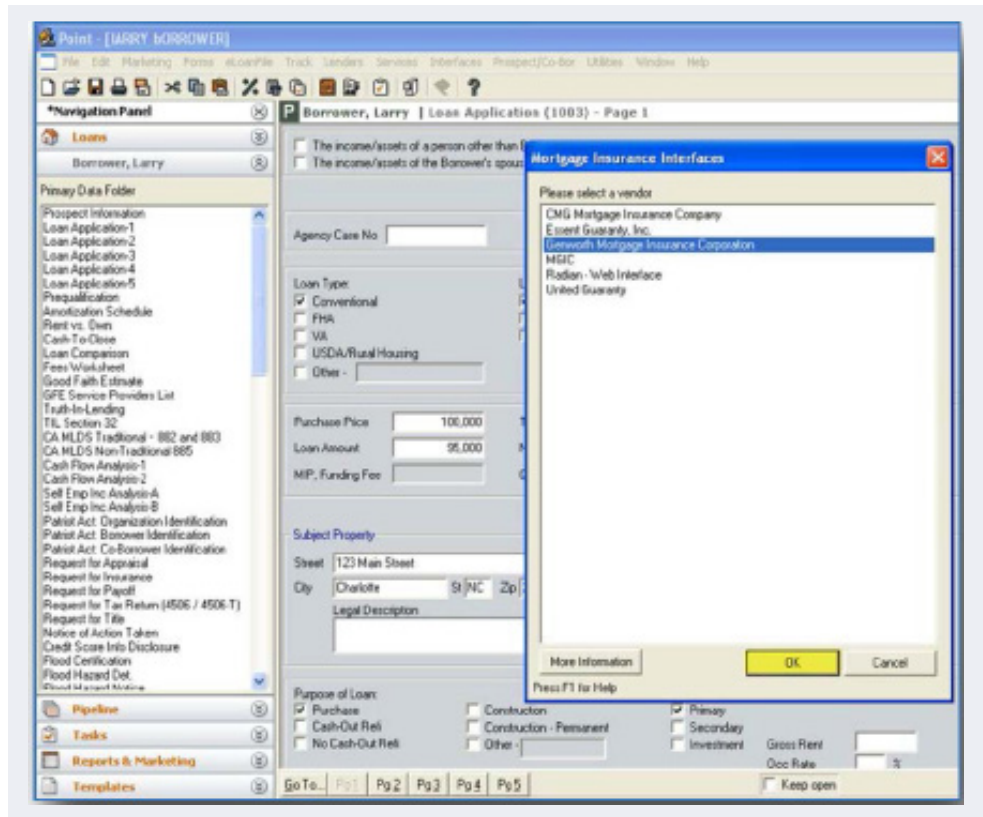 Point - [LARRY BORROWER]
File Edit Marketing Forms eLoanFile Track Lenders Services Interfaces Prospect/Co-Bor Utilities Window Help
*Navigation Panel
Borrower, Larry | Loan Application (1003) - Page 1
Loans
Borrower, Larry
Primary Data Folder
Prospect Information
Loan Application-1
Loan Application-2
Loan Application-3
Loan Application-4
Loan Application-5
Prequalification
Amortization Schedule
Rent vs. Own
Cash-To-Close
Loan Comparison
Fees Worksheet
Good Faith Estimate
GFE Service Providers List
Truth-In-Lending
TIL Section 32
CA MLDS Traditional - 882 and 883
CA MLDS Non-Traditional 885
Cash Flow Analysis-1
Cash Flow Analysis-2
Self Emp Inc Analysis-A
Self Emp Inc Analysis-B
Patriot Act Organization Identification
Patriot Act Borrower Identification
Patriot Act Co-Borrower Identification
Request for Appraisal
Request for Insurance
Request for Payoff
Request for Tax Return (4506 / 4506-T)
Request for Title
Notice of Action Taken
Credit Score Info Disclosure
Flood Certification
Flood Hazard Det.
Flood Hazard Notice
Pipeline
Tasks
Reports & Marketing
Templates
The income/assets of a person other than
The income/assets of the Borrower's spous
Agency Case No
Loan Type:
Conventional
FHA
VA
USDA/Rural Housing
Other -
Purchase Price 100,000
Loan Amount 95,000
MIP, Funding Fee
Subject Property
Street 123 Main Street
City Charlotte St NC Zip
Legal Description
Purpose of Loan:
Purchase Construction Primary
Cash-Out Refi Construction - Permanent Secondary
No Cash-Out Refi Other - Investment Gross Rent
Occ Rate %
Go To... Pg 1 Pg 2 Pg 3 Pg 4 Pg 5 Keep open
Mortgage Insurance Interfaces
Please select a vendor
CMG Mortgage Insurance Company
Essent Guaranty, Inc.
Genworth Mortgage Insurance Corporation
MGIC
Radian - Web Interface
United Guaranty
More Information OK Cancel
Press F1 for Help